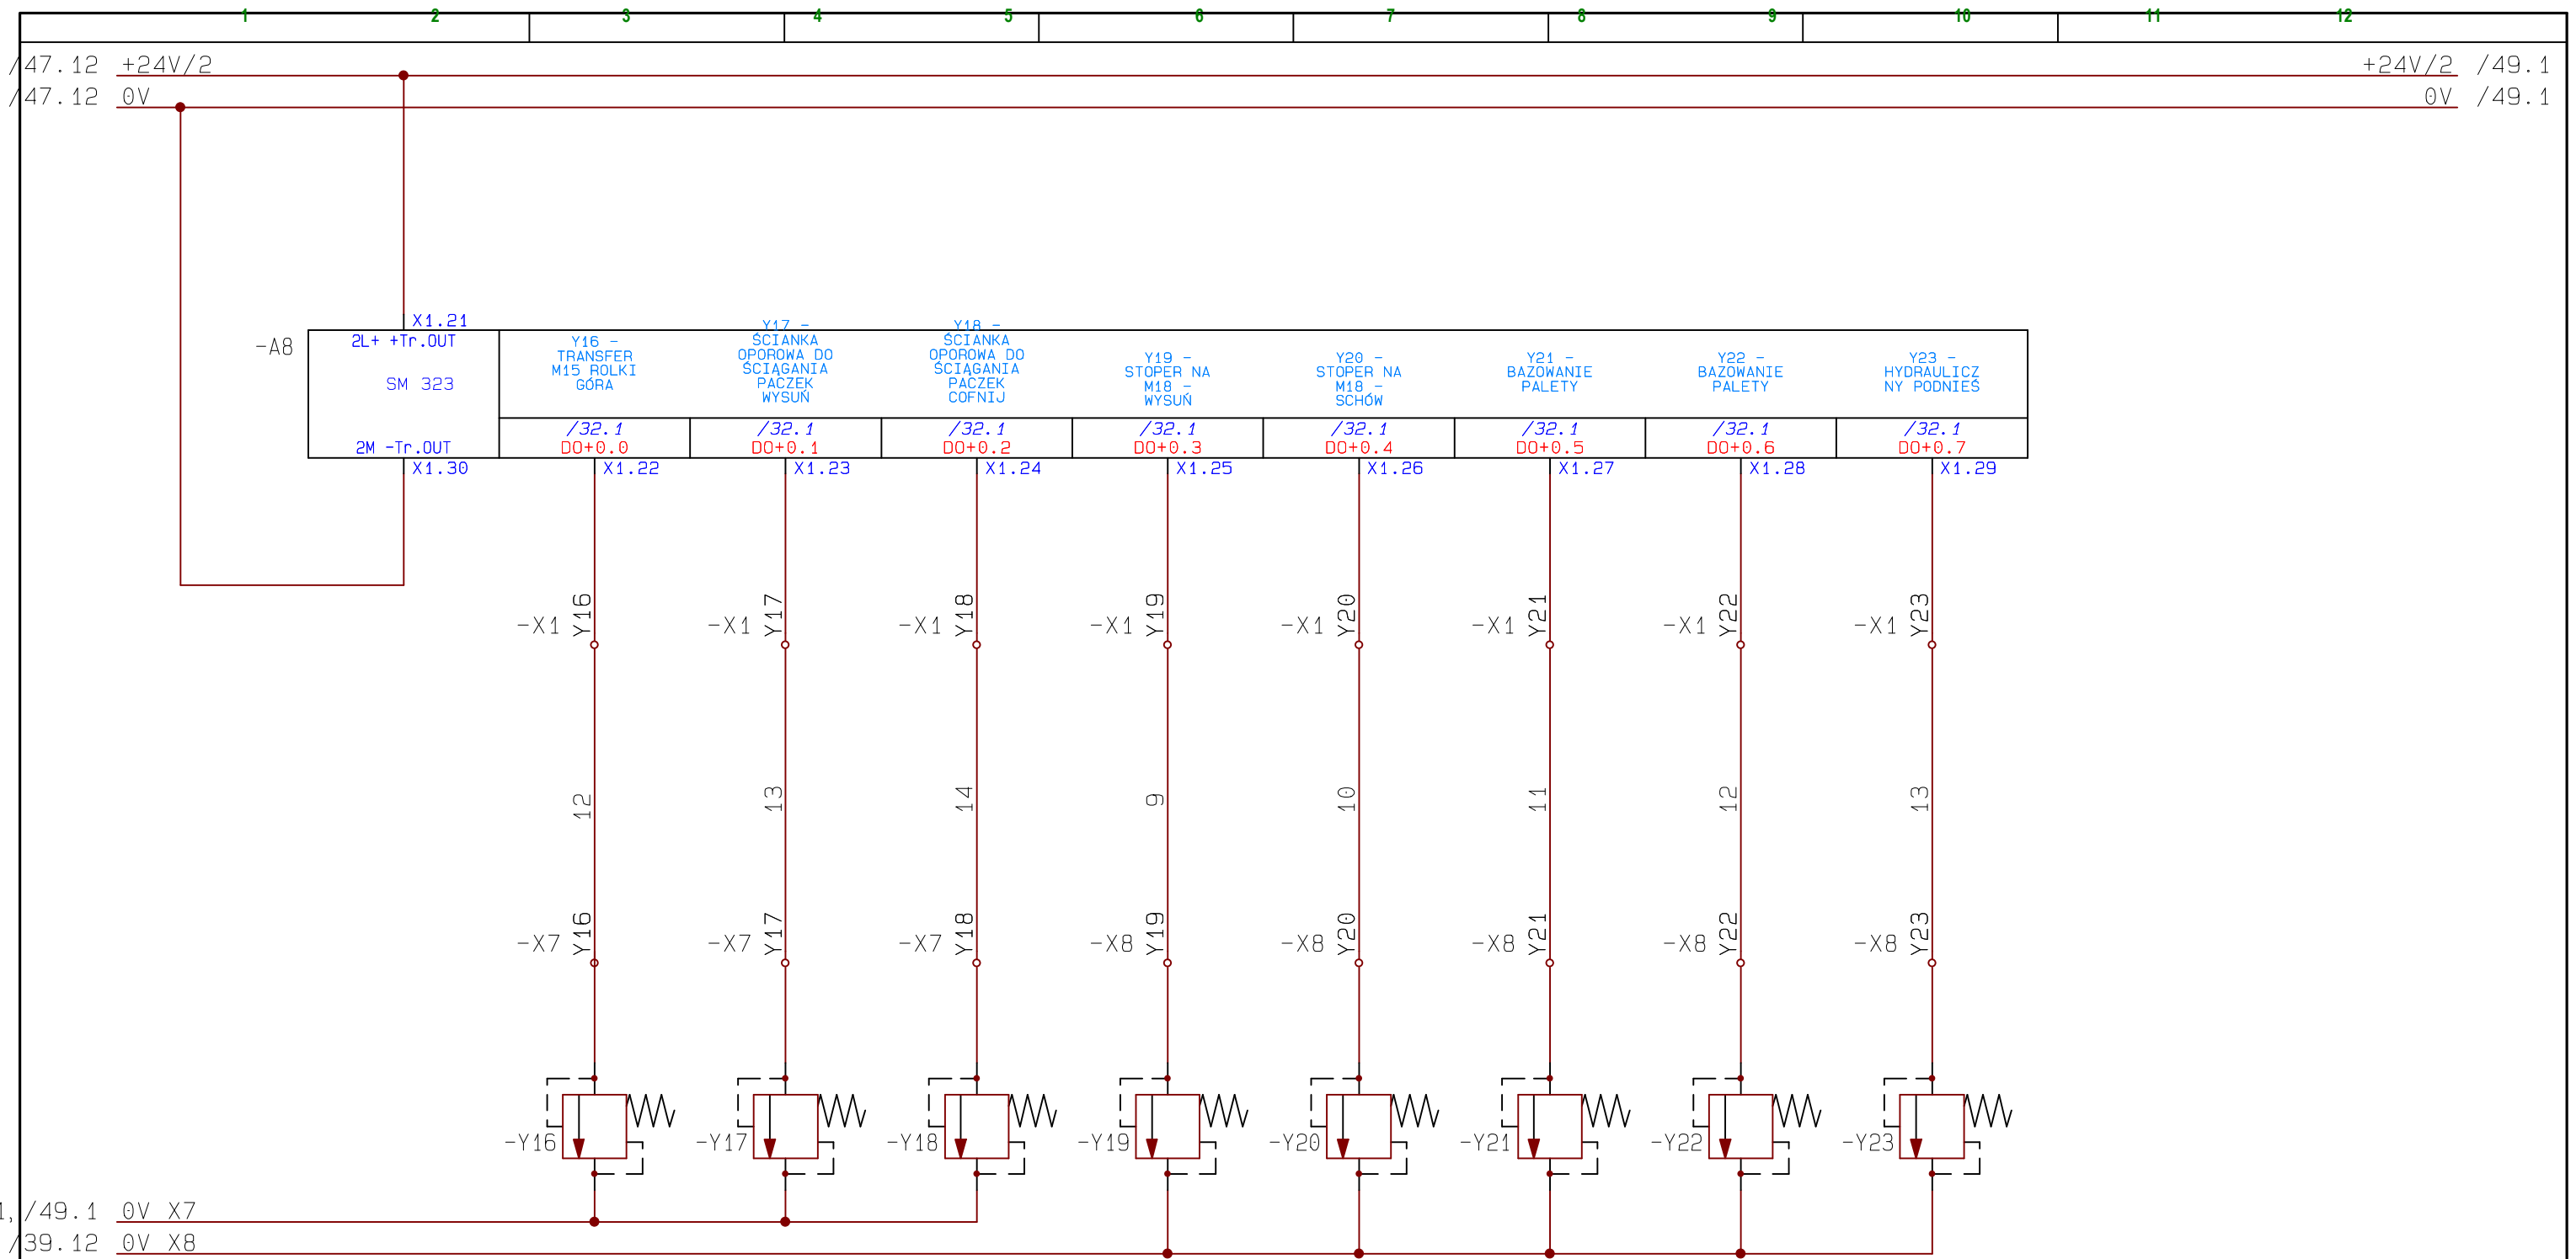 1 2 3 4 5 6 7 8 9 10 11 12
/47.12 +24V/2 +24V/2 /49.1
/47.12 0V 0V /49.1
-A8
X1.21
2L+ +Tr.OUT
SM 323
2M -Tr.OUT
X1.30
Y16 -
TRANSFER
M15 ROLKI
GÓRA
Y17 -
ŚCIANKA
OPOROWA DO
ŚCIĄGANIA
PACZEK
WYSUŃ
Y18 -
ŚCIANKA
OPOROWA DO
ŚCIĄGANIA
PACZEK
COFNIJ
Y19 -
STOPER NA
M18 -
WYSUŃ
Y20 -
STOPER NA
M18 -
SCHÓW
Y21 -
BAZOWANIE
PALETY
Y22 -
BAZOWANIE
PALETY
Y23 -
HYDRAULICZ
NY PODNIEŚ
/32.1 /32.1 /32.1 /32.1 /32.1 /32.1 /32.1 /32.1
DO+0.0 DO+0.1 DO+0.2 DO+0.3 DO+0.4 DO+0.5 DO+0.6 DO+0.7
X1.22 X1.23 X1.24 X1.25 X1.26 X1.27 X1.28 X1.29
-X1 Y16 -X1 Y17 -X1 Y18 -X1 Y19 -X1 Y20 -X1 Y21 -X1 Y22 -X1 Y23
12 13 14 9 10 11 12 13
-X7 Y16 -X7 Y17 -X7 Y18 -X8 Y19 -X8 Y20 -X8 Y21 -X8 Y22 -X8 Y23
-Y16 -Y17 -Y18 -Y19 -Y20 -Y21 -Y22 -Y23
, /49.1 0V X7
/39.12 0V X8